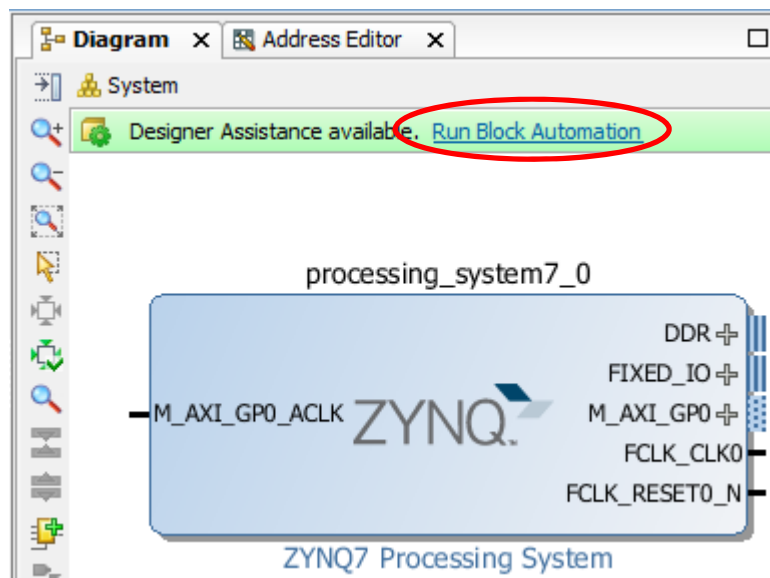 Diagram X Address Editor X
System
Designer Assistance available. Run Block Automation
processing_system7_0
DDR
FIXED_IO
M_AXI_GP0_ACLK ZYNQ M_AXI_GP0
FCLK_CLK0
FCLK_RESET0_N
ZYNQ7 Processing System